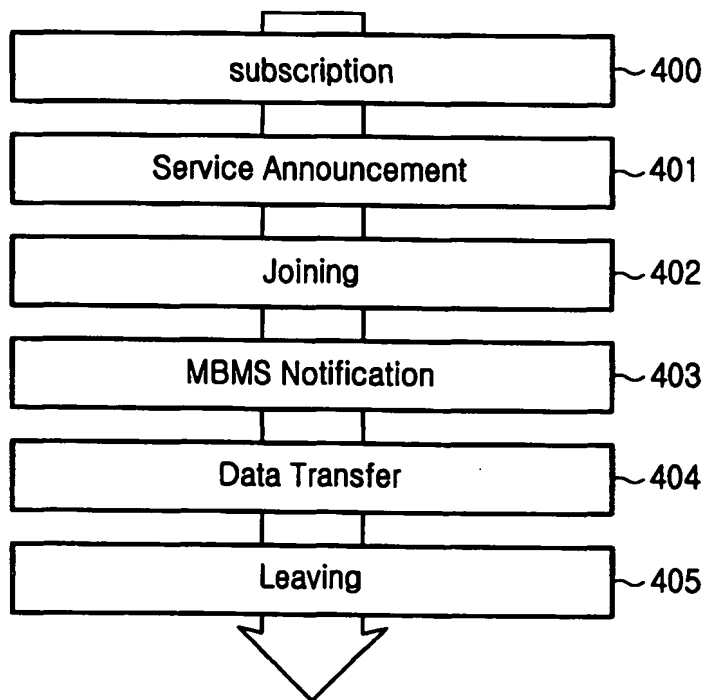 subscription 400
Service Announcement 401
Joining 402
MBMS Notification 403
Data Transfer 404
Leaving 405